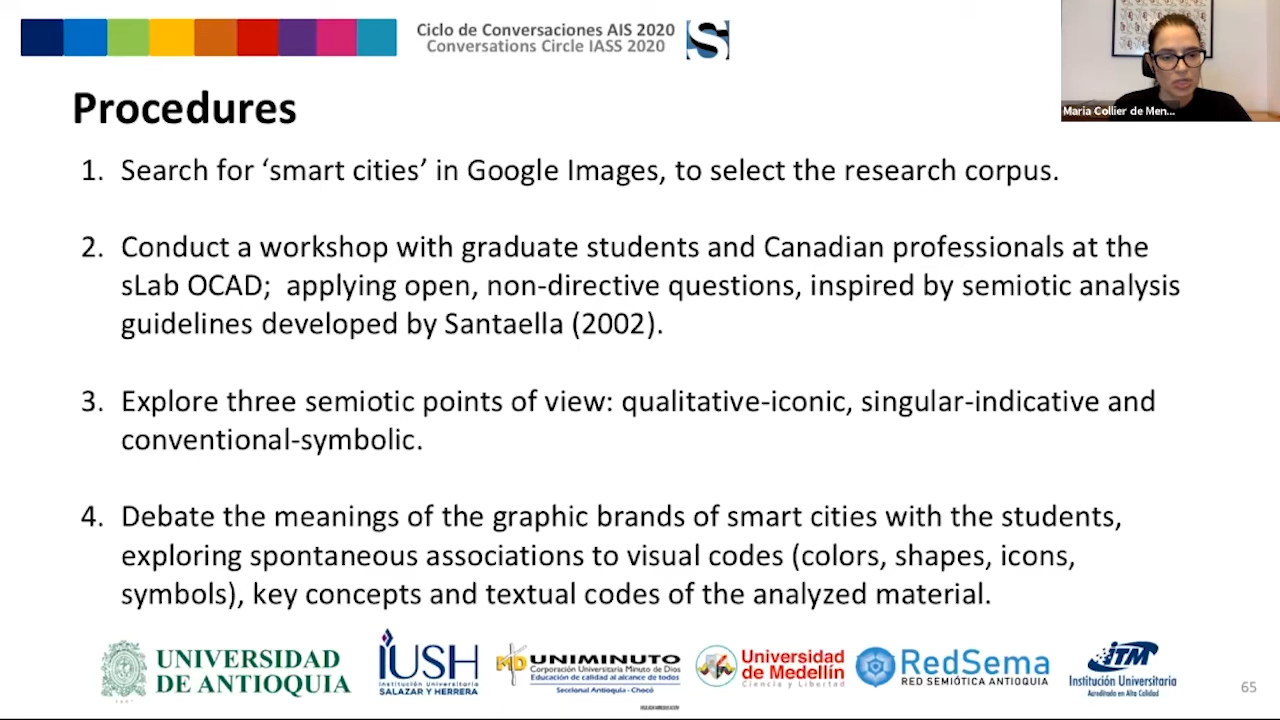 Ciclo de Conversaciones AIS 2020
Conversations Circle IASS 2020
S
Maria Collier de Men...
Procedures
1. Search for ‘smart cities’ in Google Images, to select the research corpus.
2. Conduct a workshop with graduate students and Canadian professionals at the
sLab OCAD; applying open, non-directive questions, inspired by semiotic analysis
guidelines developed by Santaella (2002).
3. Explore three semiotic points of view: qualitative-iconic, singular-indicative and
conventional-symbolic.
4. Debate the meanings of the graphic brands of smart cities with the students,
exploring spontaneous associations to visual codes (colors, shapes, icons,
symbols), key concepts and textual codes of the analyzed material.
UNIVERSIDAD
DE ANTIOQUIA
IUSH
Institución Universitaria
SALAZAR Y HERRERA
MD UNIMINUTO
Corporación Universitaria Minuto de Dios
Educación de calidad al alcance de todos
Seccional Antioquia - Chocó
Universidad
de Medellín
Ciencia y Libertad
RedSema
RED SEMIÓTICA ANTIOQUIA
ITM
Institución Universitaria
Acreditada en Alta Calidad
65